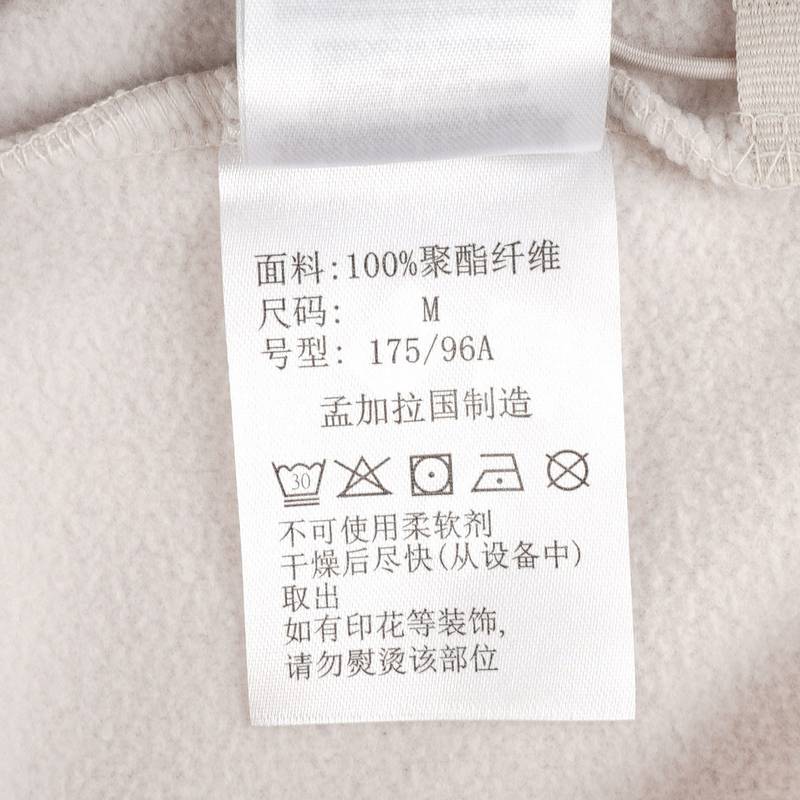 面料:100%聚酯纤维
尺码: M
号型: 175/96A
孟加拉国制造
30
不可使用柔软剂
干燥后尽快(从设备中)
取出
如有印花等装饰,
请勿熨烫该部位